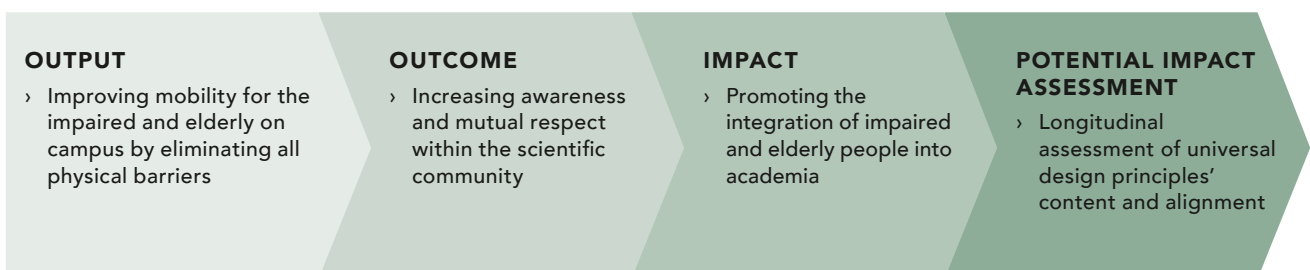 OUTPUT
› Improving mobility for the
impaired and elderly on
campus by eliminating all
physical barriers
OUTCOME
› Increasing awareness
and mutual respect
within the scientific
community
IMPACT
› Promoting the
integration of impaired
and elderly people into
academia
POTENTIAL IMPACT
ASSESSMENT
› Longitudinal
assessment of universal
design principles’
content and alignment